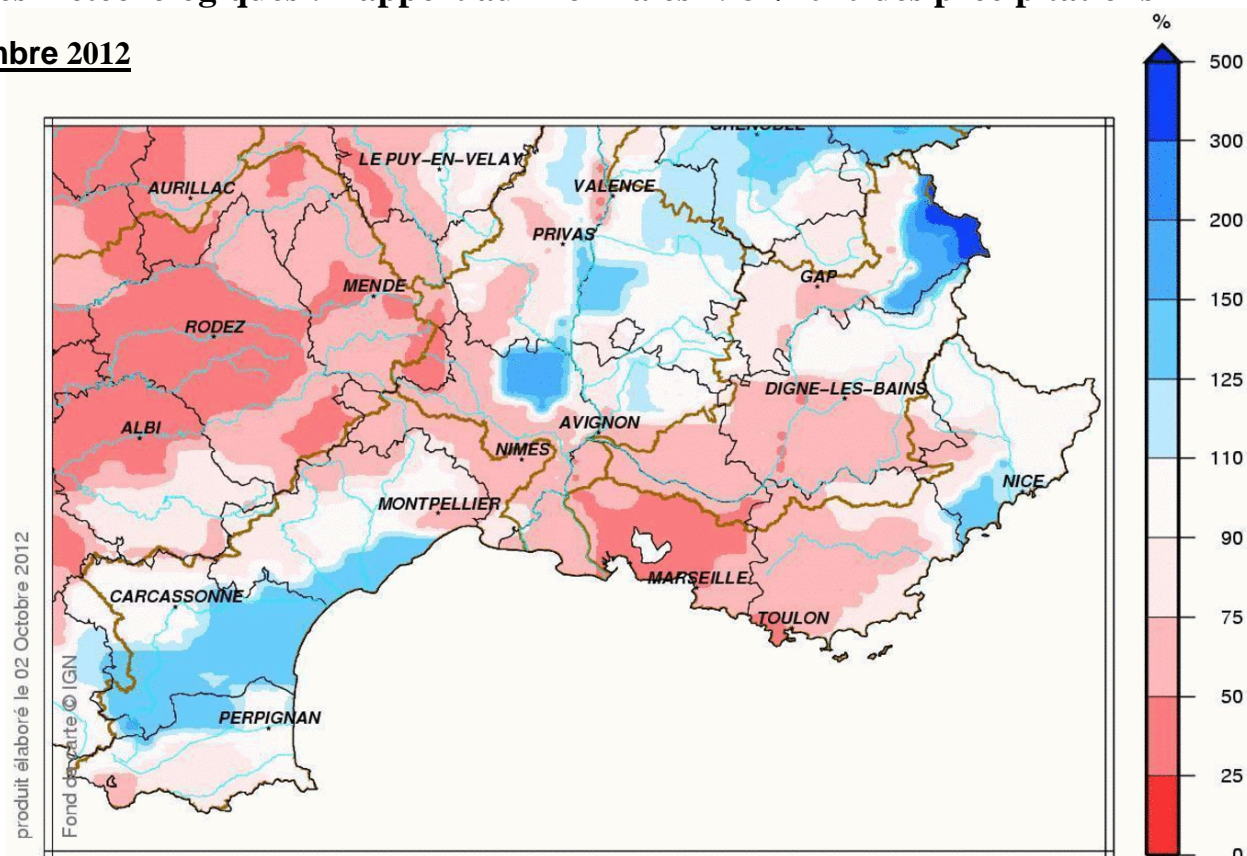 mbre 2012
%
500
300
200
150
125
110
90
75
50
25
0
GRENOBLE
LE PUY-EN-VELAY
AURILLAC
VALENCE
PRIVAS
GAP
MENDE
RODEZ
DIGNE-LES-BAINS
ALBI
AVIGNON
NIMES
NICE
MONTPELLIER
CARCASSONNE
MARSEILLE
TOULON
PERPIGNAN
produit élaboré le 02 Octobre 2012
Fond de carte © IGN